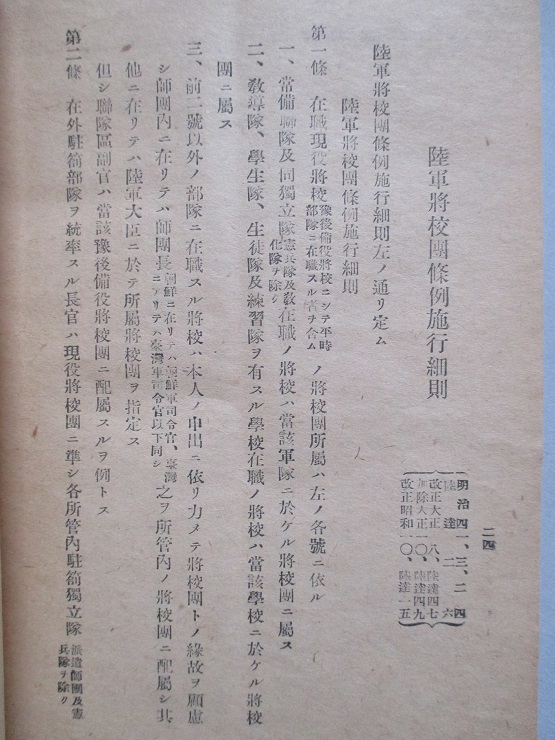 陸軍將校團條例施行細則
二四
明治四一、三、二四
陸達一六
改正大正八、陸達四七
加除大正一〇、陸達四九
改正昭和一〇、陸達一五
陸軍將校團條例施行細則左ノ通リ定ム
陸軍將校團條例施行細則
第一條 在職現役將校豫後備役將校ニシテ平時部隊ニ在職スル者ヲ合ムノ將校團所屬ハ左ノ各號ニ依ル
一、常備聯隊及同獨立隊憲兵隊及敎化隊ヲ除ク在職ノ將校ハ當該軍隊ニ於ケル將校團ニ屬ス
二、敎導隊、學生隊、生徒隊及練習隊ヲ有スル學校在職ノ將校ハ當該學校ニ於ケル將校
團ニ屬ス
三、前二號以外ノ部隊ニ在職スル將校ハ本人ノ申出ニ依リ力メテ將校團トノ緣故ヲ顧慮
シ師團內ニ在リテハ師團長朝鮮ニ在リテハ朝鮮軍司令官、臺灣ニアリテハ臺灣軍司令官以下同シ之ヲ所管內ノ將校團ニ配屬シ其
他ニ在リテハ陸軍大臣ニ於テ所屬將校團ヲ指定ス
但シ聯隊區副官ハ當該豫後備役將校團ニ配屬スルヲ例トス
第二條 在外駐箚部隊ヲ統率スル長官ハ現役將校團ニ準シ各所管內駐箚獨立隊派遣師團及憲兵隊ヲ除ク